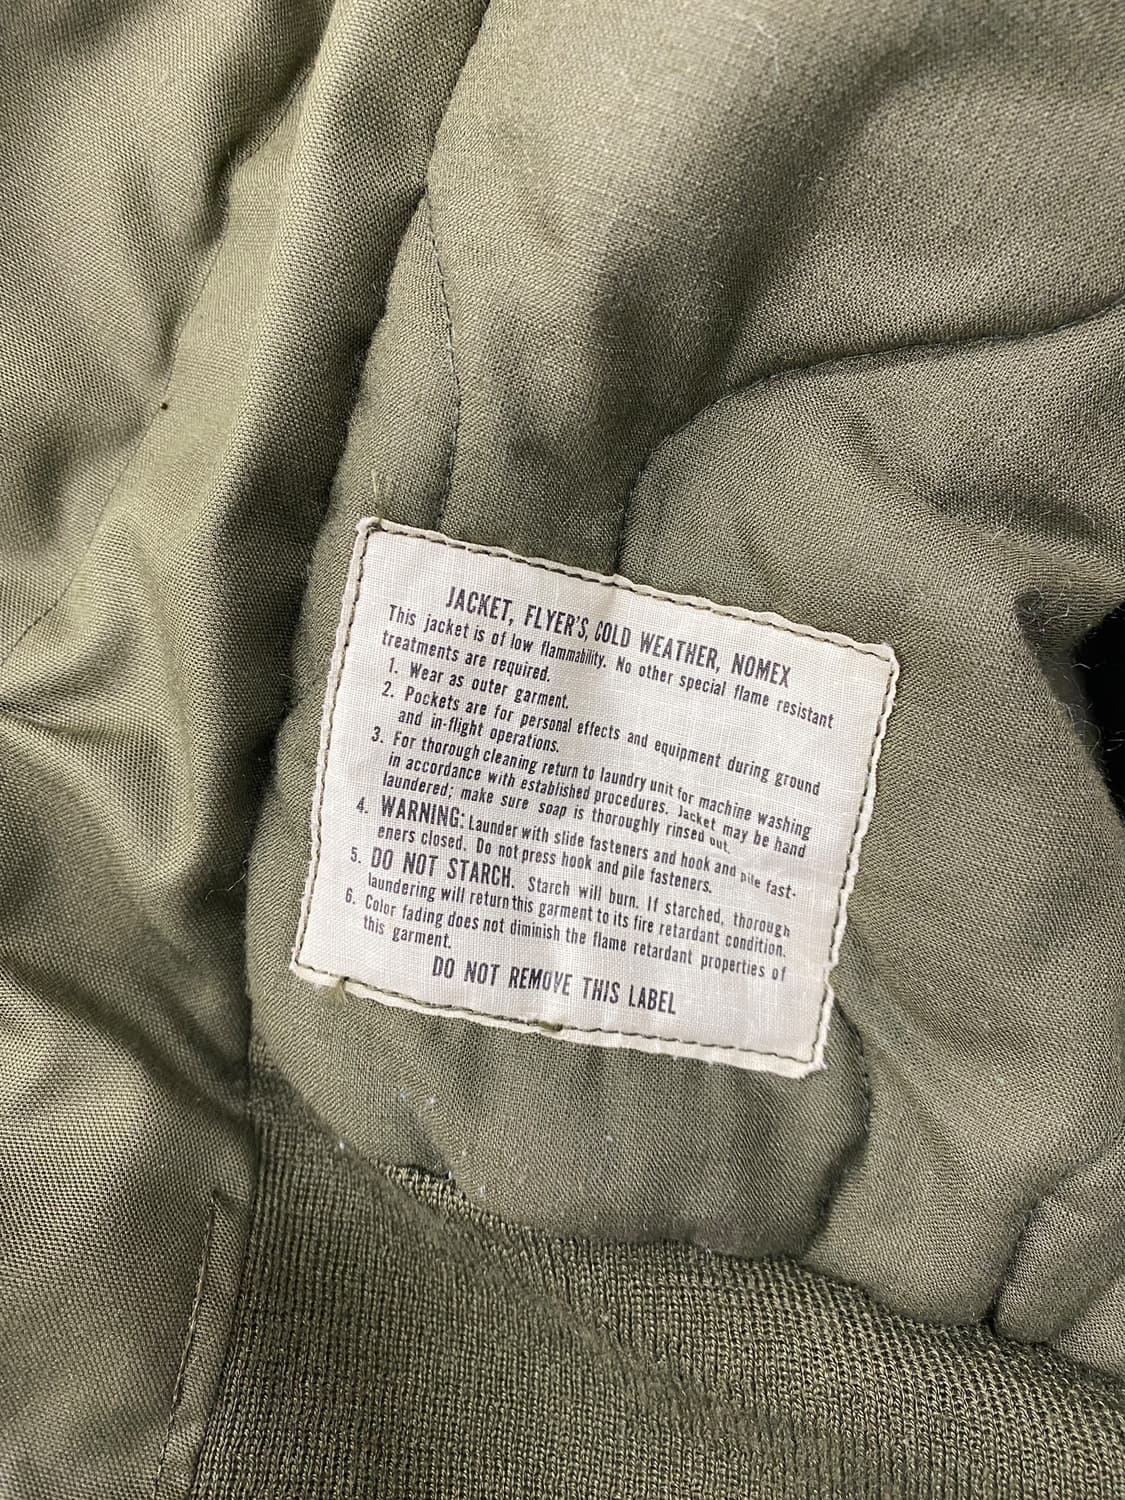 JACKET, FLYER'S, COLD WEATHER, NOMEX
This jacket is of low flammability. No other special flame resistant
treatments are required.
1. Wear as outer garment.
2. Pockets are for personal effects and equipment during ground
and in-flight operations.
3. For thorough cleaning return to laundry unit for machine washing
in accordance with established procedures. Jacket may be hand
laundered; make sure soap is thoroughly rinsed out.
4. WARNING: Launder with slide fasteners and hook and pile fast-
eners closed. Do not press hook and pile fasteners.
5. DO NOT STARCH. Starch will burn. If starched, thorough
laundering will return this garment to its fire retardant condition.
6. Color fading does not diminish the flame retardant properties of
this garment.
DO NOT REMOVE THIS LABEL